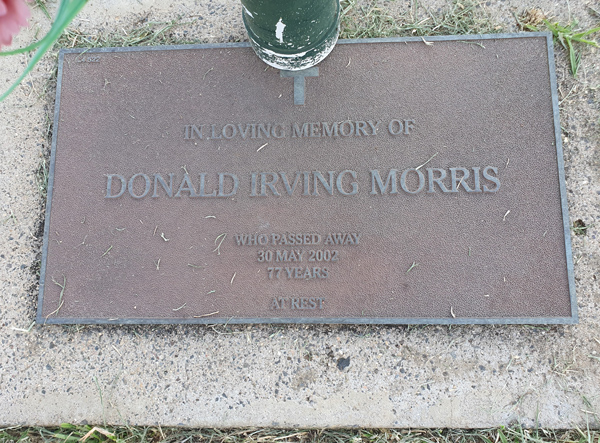 IN LOVING MEMORY OF
DONALD IRVING MORRIS
WHO PASSED AWAY
30 MAY 2002
77 YEARS
AT REST